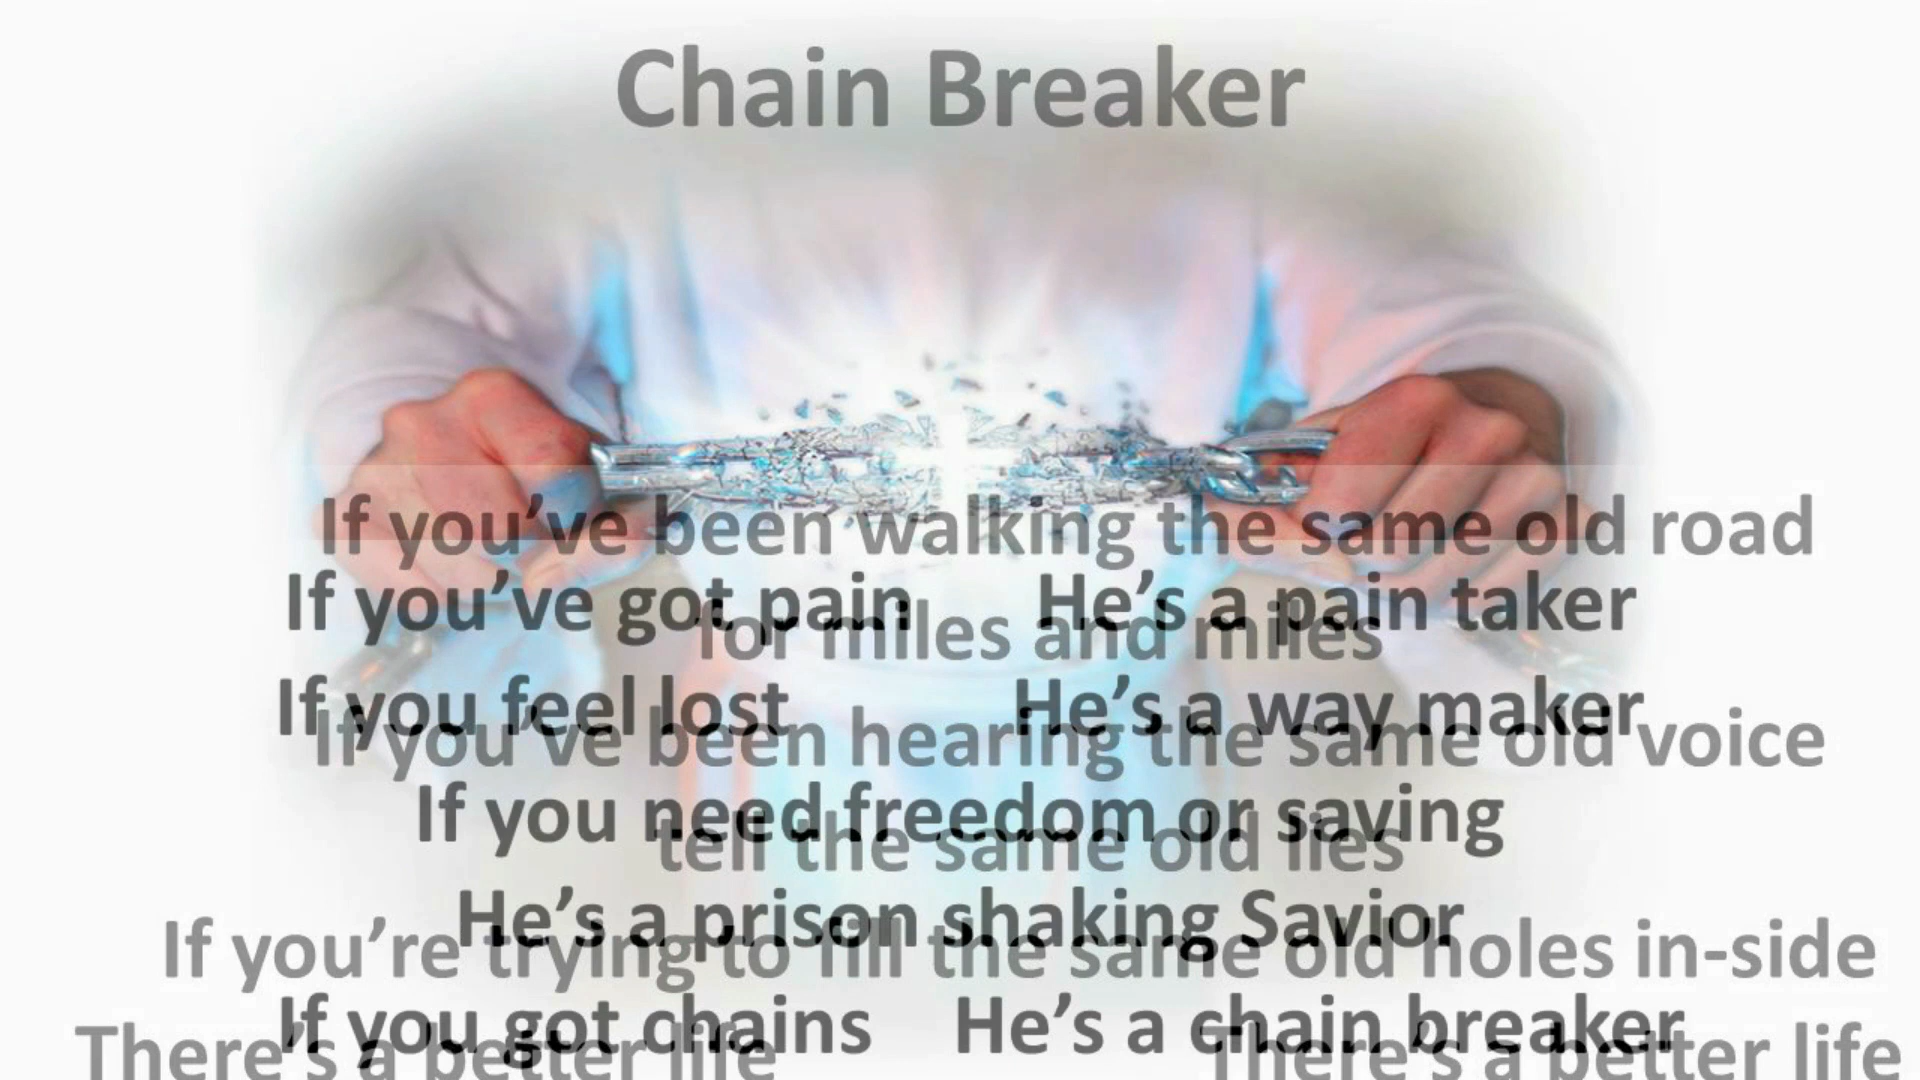 Chain Breaker
If you've been walking the same old road
If you've got pain He's a pain taker
for miles and miles
If you feel lost He's a way maker
If you've been hearing the same old voice
If you need freedom or saving
tell the same old lies
He's a prison shaking Savior
If you're trying to fill the same old holes in-side
If you got chains He's a chain breaker
There's a better life There's a better life